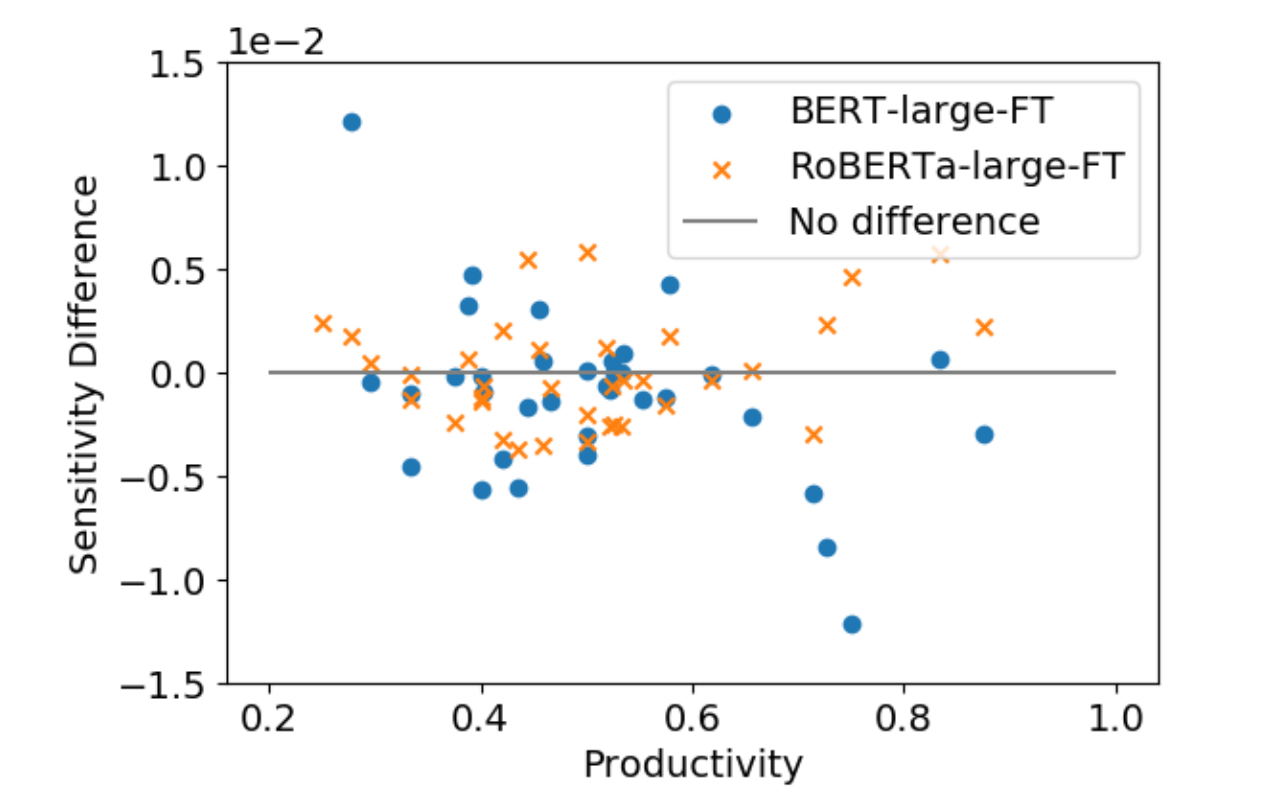 1e−2
1.5
1.0
0.5
0.0
−0.5
−1.0
−1.5
Sensitivity Difference
BERT-large-FT
RoBERTa-large-FT
No difference
0.2 0.4 0.6 0.8 1.0
Productivity